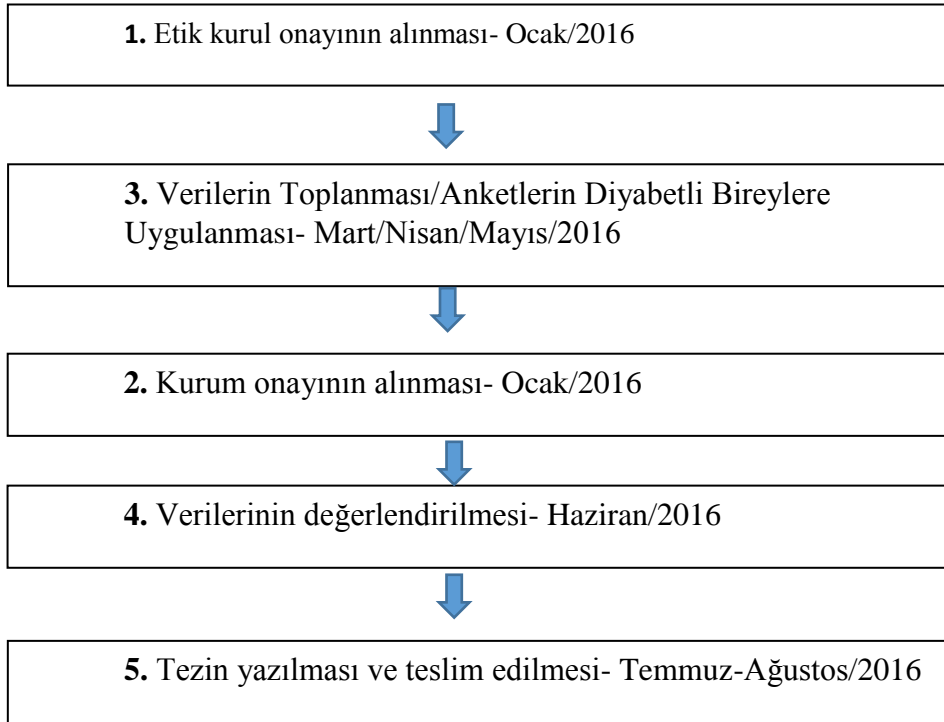 1. Etik kurul onayının alınması- Ocak/2016
3. Verilerin Toplanması/Anketlerin Diyabetli Bireylere
Uygulanması- Mart/Nisan/Mayıs/2016
2. Kurum onayının alınması- Ocak/2016
4. Verilerinin değerlendirilmesi- Haziran/2016
5. Tezin yazılması ve teslim edilmesi- Temmuz-Ağustos/2016